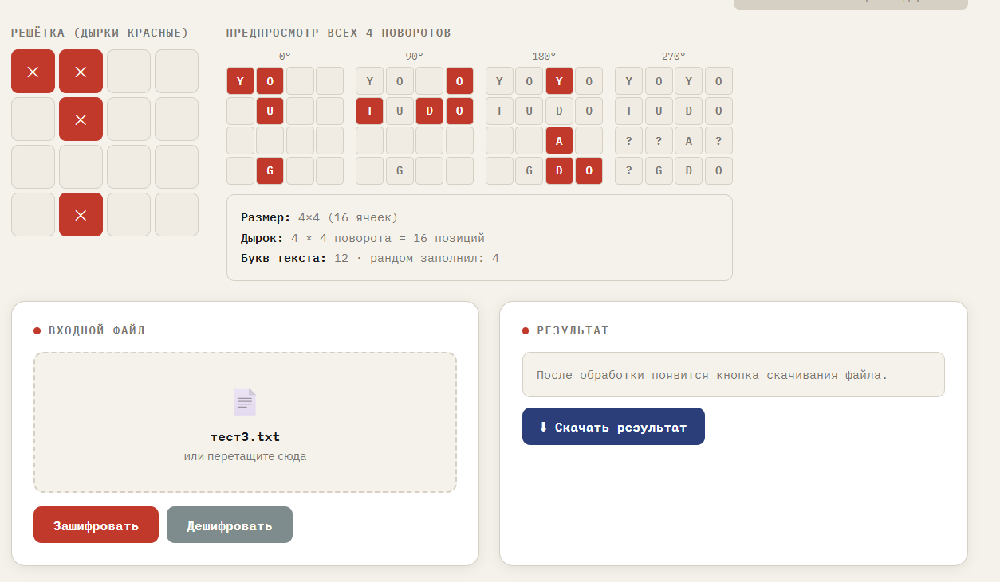 РЕШЁТКА (ДЫРКИ КРАСНЫЕ)
× ×
×
×
ПРЕДПРОСМОТР ВСЕХ 4 ПОВОРОТОВ
0° 90° 180° 270°
Y O Y O O Y O Y O Y O Y O
U T U D O T U D O T U D O
A ? ? A ?
G G G D O ? G D O
Размер: 4×4 (16 ячеек)
Дырок: 4 × 4 поворота = 16 позиций
Букв текста: 12 · рандом заполнил: 4
ВХОДНОЙ ФАЙЛ
тест3.txt
или перетащите сюда
Зашифровать Дешифровать
РЕЗУЛЬТАТ
После обработки появится кнопка скачивания файла.
⬇ Скачать результат